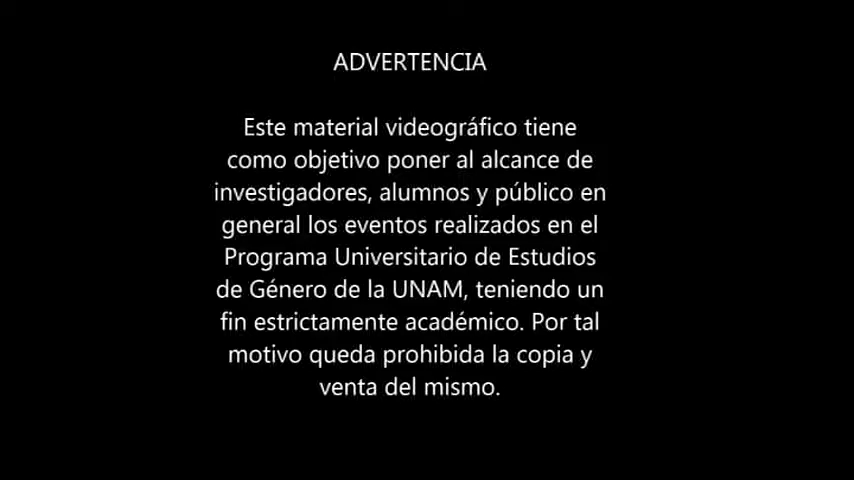 ADVERTENCIA
Este material videográfico tiene
como objetivo poner al alcance de
investigadores, alumnos y público en
general los eventos realizados en el
Programa Universitario de Estudios
de Género de la UNAM, teniendo un
fin estrictamente académico. Por tal
motivo queda prohibida la copia y
venta del mismo.